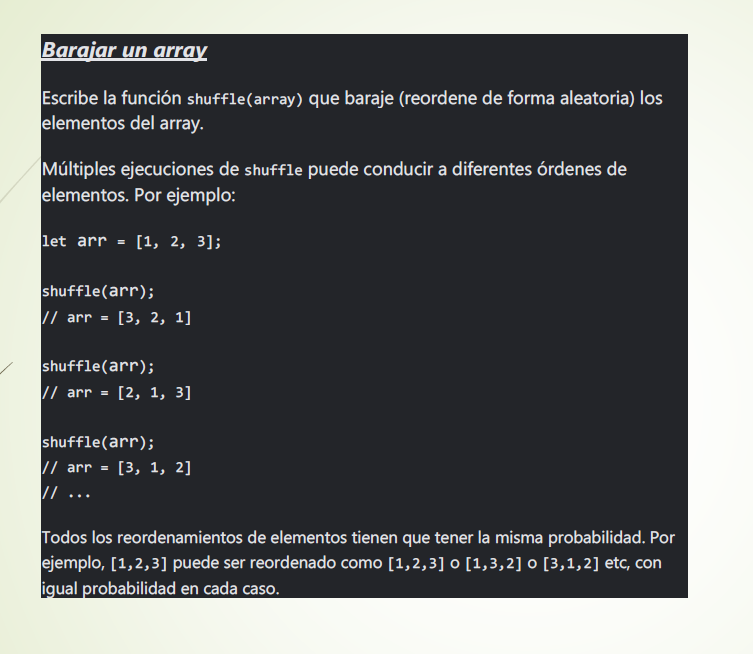 Barajar un array
Escribe la función shuffle(array) que baraje (reordene de forma aleatoria) los
elementos del array.
Múltiples ejecuciones de shuffle puede conducir a diferentes órdenes de
elementos. Por ejemplo:
let arr = [1, 2, 3];
shuffle(arr);
// arr = [3, 2, 1]
shuffle(arr);
// arr = [2, 1, 3]
shuffle(arr);
// arr = [3, 1, 2]
// ...
Todos los reordenamientos de elementos tienen que tener la misma probabilidad. Por
ejemplo, [1,2,3] puede ser reordenado como [1,2,3] o [1,3,2] o [3,1,2] etc, con
igual probabilidad en cada caso.